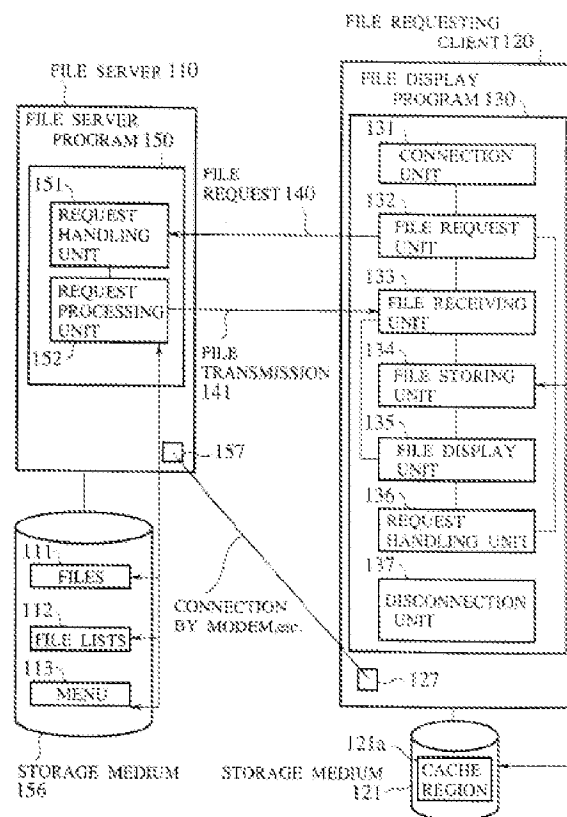 FILE REQUESTING
CLIENT 120
FILE SERVER 110
FILE SERVER
PROGRAM 150
151
REQUEST
HANDLING
UNIT
REQUEST
PROCESSING
UNIT
152
FILE
REQUEST 140
FILE
TRANSMISSION
141
FILE DISPLAY
PROGRAM 130
131
CONNECTION
UNIT
132
FILE REQUEST
UNIT
133
FILE RECEIVING
UNIT
134
FILE STORING
UNIT
135
FILE DISPLAY
UNIT
136
REQUEST
HANDLING UNIT
137
DISCONNECTION
UNIT
157
127
CONNECTION
BY MODEM,etc.
111
FILES
112
FILE LISTS
113
MENU
STORAGE MEDIUM
156
121a
CACHE
REGION
STORAGE
MEDIUM
121